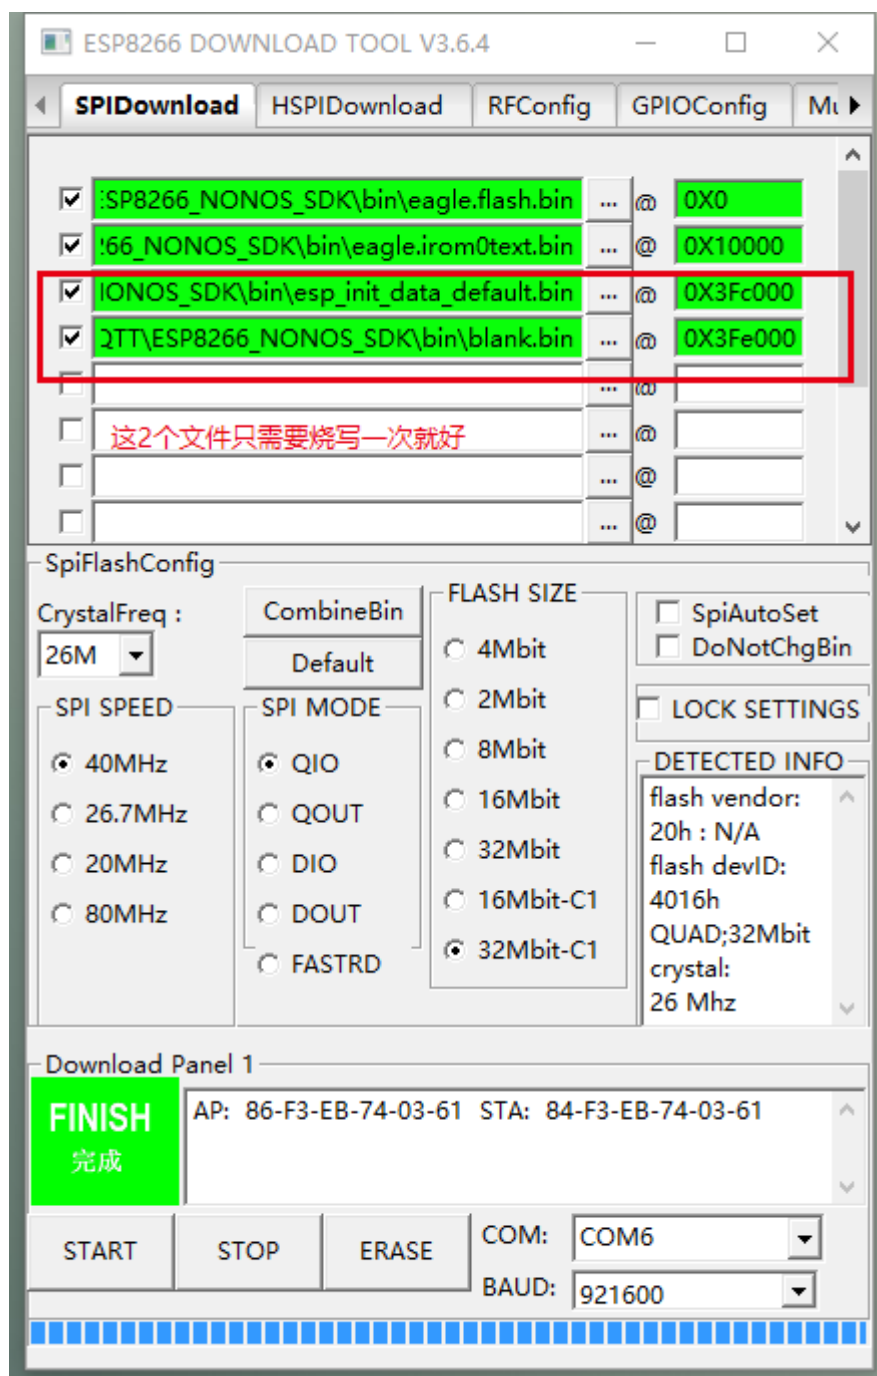 ESP8266 DOWNLOAD TOOL V3.6.4
SPIDownload HSPIDownload RFConfig GPIOConfig
:SP8266_NONOS_SDK\bin\eagle.flash.bin ... @ 0X0
!66_NONOS_SDK\bin\eagle.irom0text.bin ... @ 0X10000
IONOS_SDK\bin\esp_init_data_default.bin ... @ 0X3Fc000
QTT\ESP8266_NONOS_SDK\bin\blank.bin ... @ 0X3Fe000
... @
这2个文件只需要烧写一次就好 ... @
... @
... @
SpiFlashConfig
CrystalFreq :
26M
CombineBin
Default
SPI SPEED
40MHz
26.7MHz
20MHz
80MHz
SPI MODE
QIO
QOUT
DIO
DOUT
FASTRD
FLASH SIZE
4Mbit
2Mbit
8Mbit
16Mbit
32Mbit
16Mbit-C1
32Mbit-C1
SpiAutoSet
DoNotChgBin
LOCK SETTINGS
DETECTED INFO
flash vendor:
20h : N/A
flash devID:
4016h
QUAD;32Mbit
crystal:
26 Mhz
Download Panel 1
FINISH
完成
AP: 86-F3-EB-74-03-61 STA: 84-F3-EB-74-03-61
START STOP ERASE
COM: COM6
BAUD: 921600